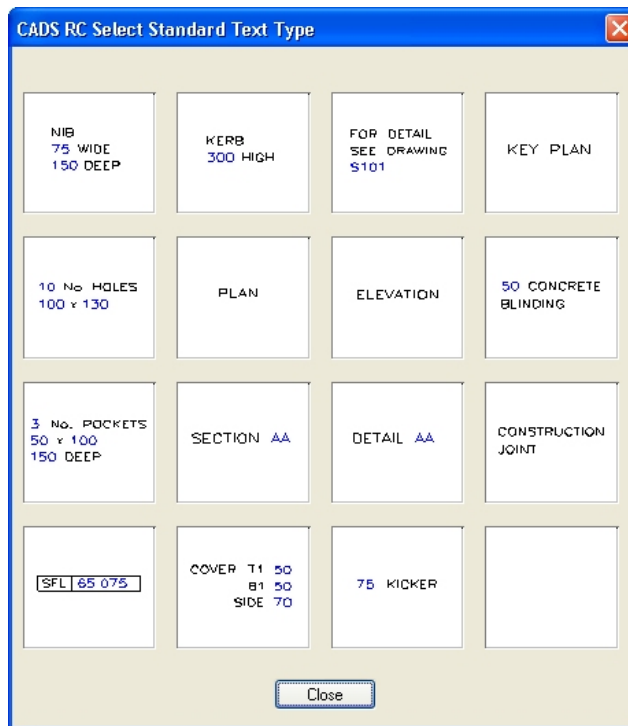 CADS RC Select Standard Text Type
NIB
75 WIDE
150 DEEP
KERB
300 HIGH
FOR DETAIL
SEE DRAWING
S101
KEY PLAN
10 No HOLES
100 x 130
PLAN
ELEVATION
50 CONCRETE
BLINDING
3 No. POCKETS
50 x 100
150 DEEP
SECTION AA
DETAIL AA
CONSTRUCTION
JOINT
SFL 65 075
COVER T1 50
B1 50
SIDE 70
75 KICKER
Close